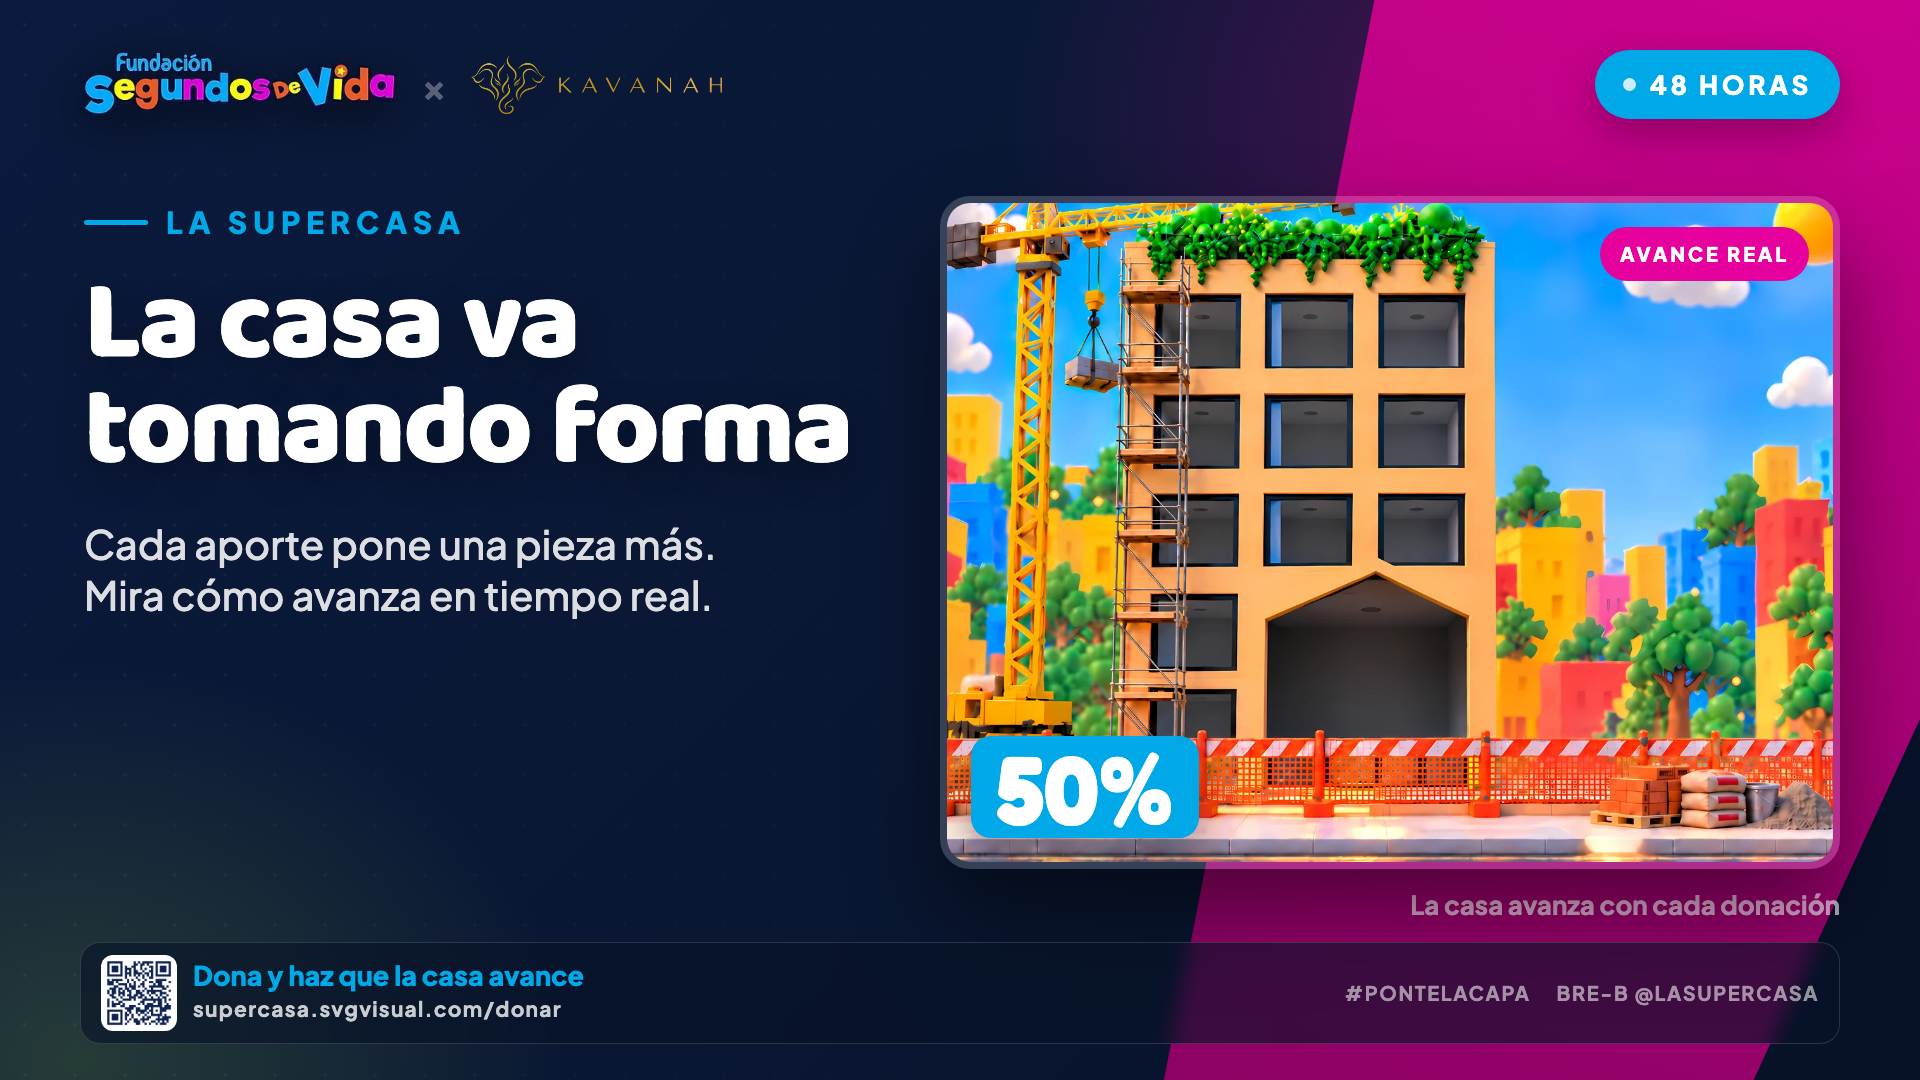 Fundación
Segundos de Vida × KAVANAH
48 HORAS
LA SUPERCASA
La casa va
tomando forma
Cada aporte pone una pieza más.
Mira cómo avanza en tiempo real.
AVANCE REAL
50%
La casa avanza con cada donación
Dona y haz que la casa avance
supercasa.svgvisual.com/donar
#PONTELACAPA BRE-B @LASUPERCASA